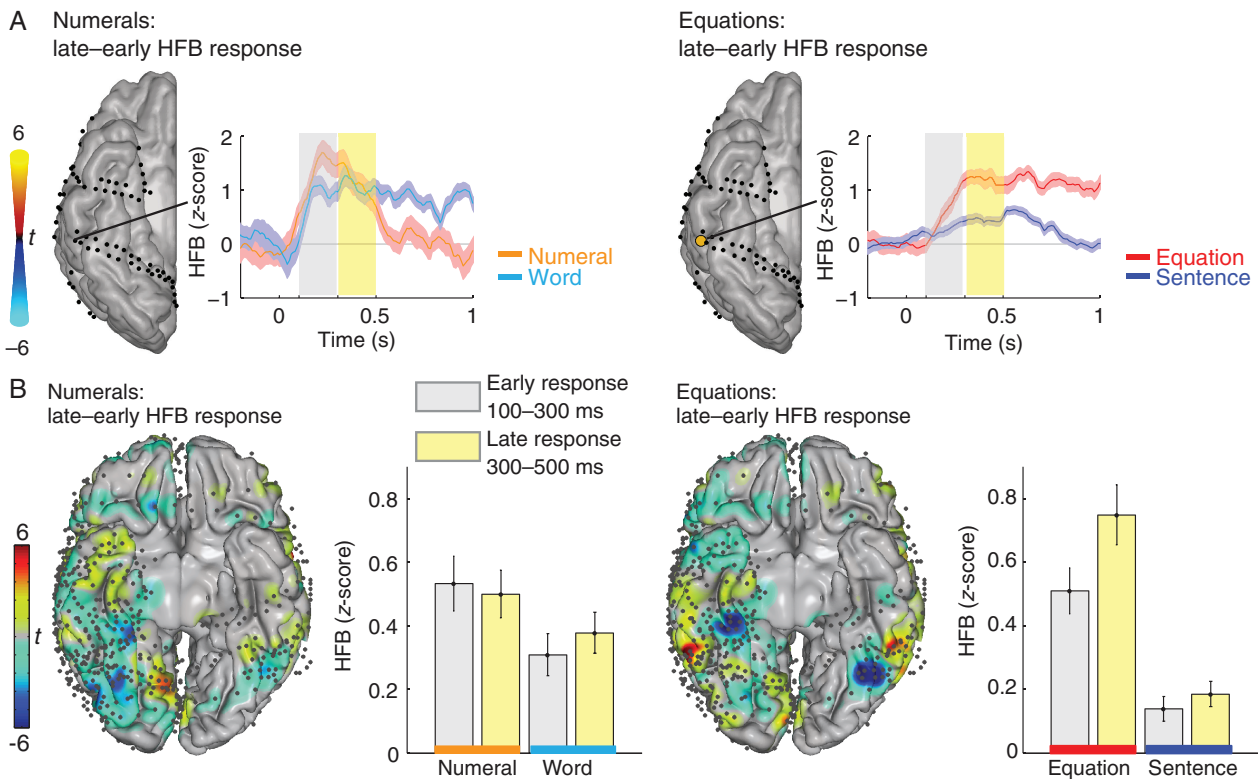 A
Numerals:
late–early HFB response
Equations:
late–early HFB response
6
t
−6
HFB (z-score)
2
1
0
−1
0
0.5
1
Time (s)
Numeral
Word
HFB (z-score)
2
1
0
−1
0
0.5
1
Time (s)
Equation
Sentence
B
Numerals:
late–early HFB response
Early response
100–300 ms
Late response
300–500 ms
Equations:
late–early HFB response
6
t
-6
HFB (z-score)
0.8
0.6
0.4
0.2
0
Numeral
Word
HFB (z-score)
0.8
0.6
0.4
0.2
0
Equation
Sentence